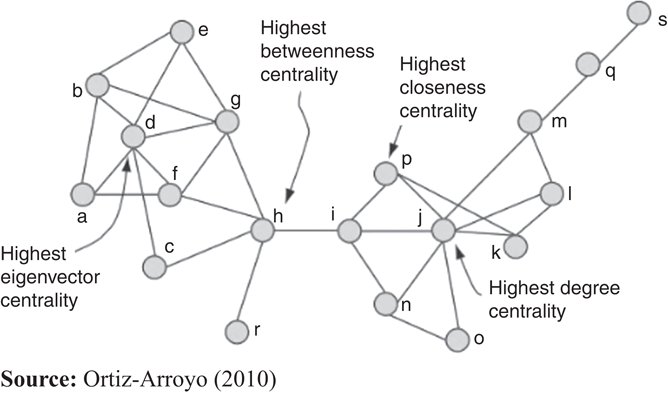 s
e
Highest
betweenness
centrality
q
Highest
closeness
centrality
b
g
m
d
p
f
l
a
h
i
j
k
c
Highest
eigenvector
centrality
Highest degree
centrality
n
r
o
Source: Ortiz-Arroyo (2010)